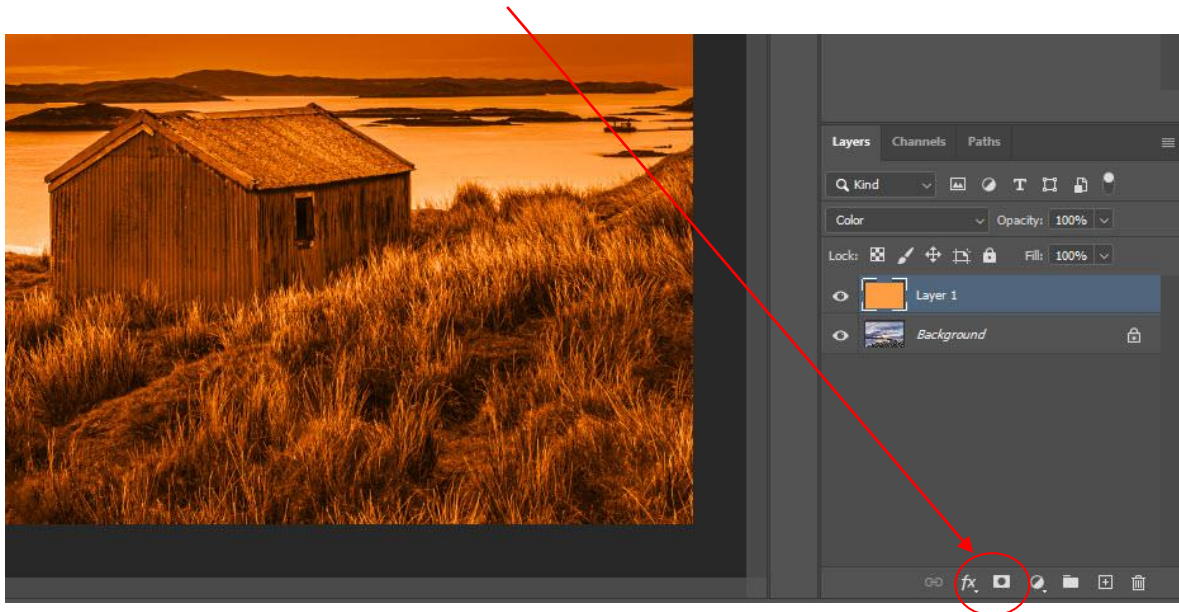 Layers Channels Paths
Kind T
Color Opacity: 100%
Lock: Fill: 100%
Layer 1
Background
fx